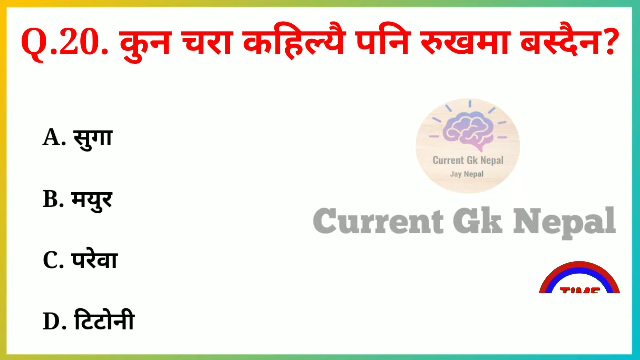 Q.20. कुन चरा कहिल्यै पनि रुखमा बस्दैन?
A. सुगा
B. मयुर
C. परेवा
D. टिटोनी
Current Gk Nepal
Jay Nepal
Current Gk Nepal
TIME